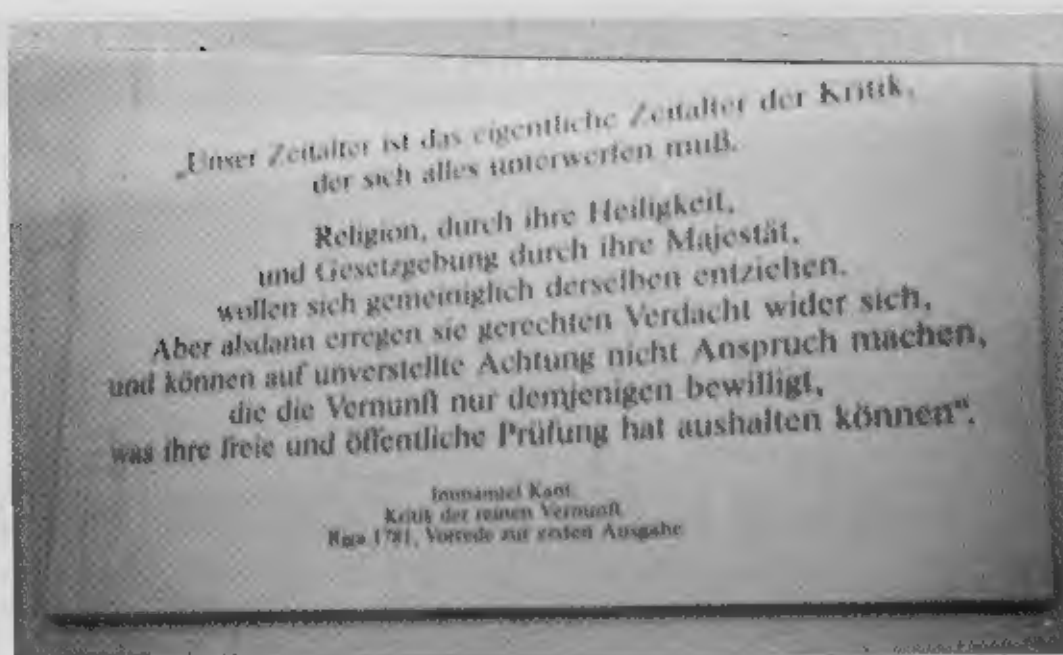 „Unser Zeitalter ist das eigentliche Zeitalter der Kritik,
der sich alles unterwerfen muß.
Religion, durch ihre Heiligkeit,
und Gesetzgebung durch ihre Majestät,
wollen sich gemeiniglich derselben entziehen.
Aber alsdann erregen sie gerechten Verdacht wider sich,
und können auf unverstellte Achtung nicht Anspruch machen,
die die Vernunft nur demjenigen bewilligt,
was ihre freie und öffentliche Prüfung hat aushalten können“.
Immanuel Kant
Kritik der reinen Vernunft
Riga 1781, Vorrede zur ersten Ausgabe